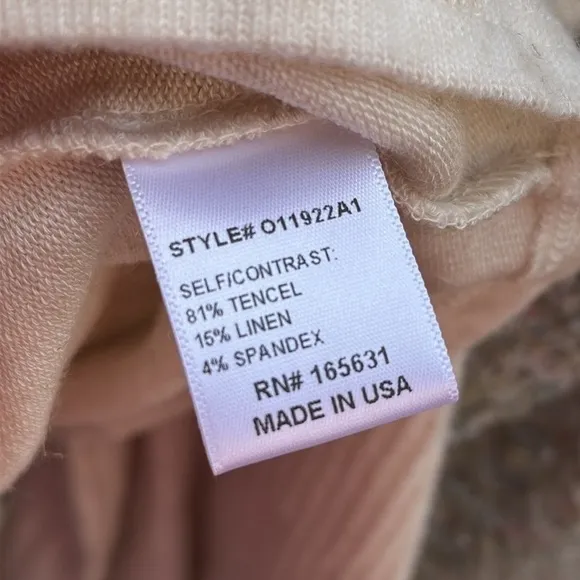 STYLE# O11922A1
SELF/CONTRAST:
81% TENCEL
15% LINEN
4% SPANDEX
RN# 165631
MADE IN USA